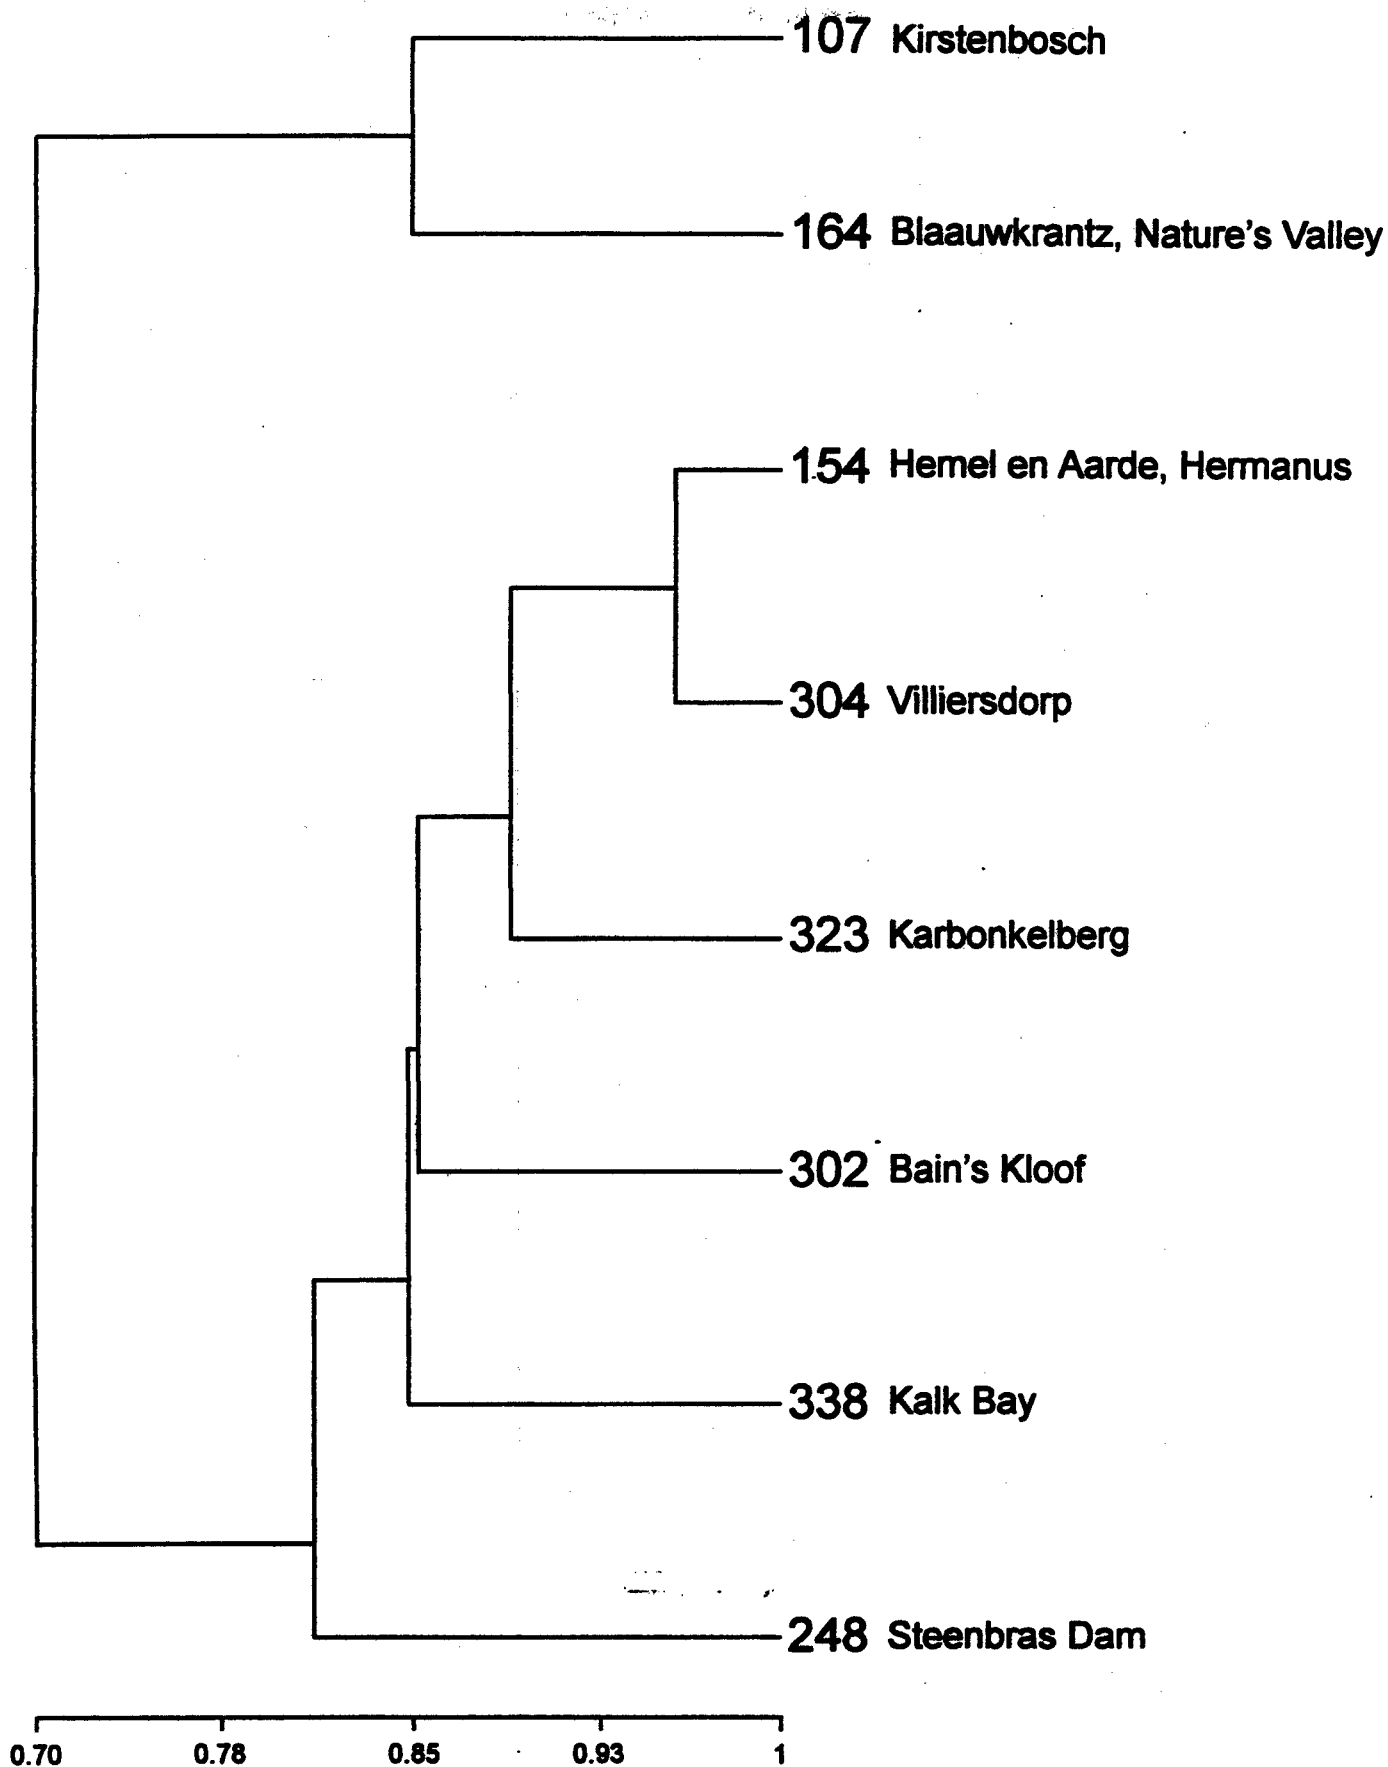 107 Kirstenbosch
164 Blaauwkrantz, Nature's Valley
154 Hemel en Aarde, Hermanus
304 Villiersdorp
323 Karbonkelberg
302 Bain's Kloof
338 Kalk Bay
248 Steenbras Dam
0.70 0.78 0.85 0.93 1